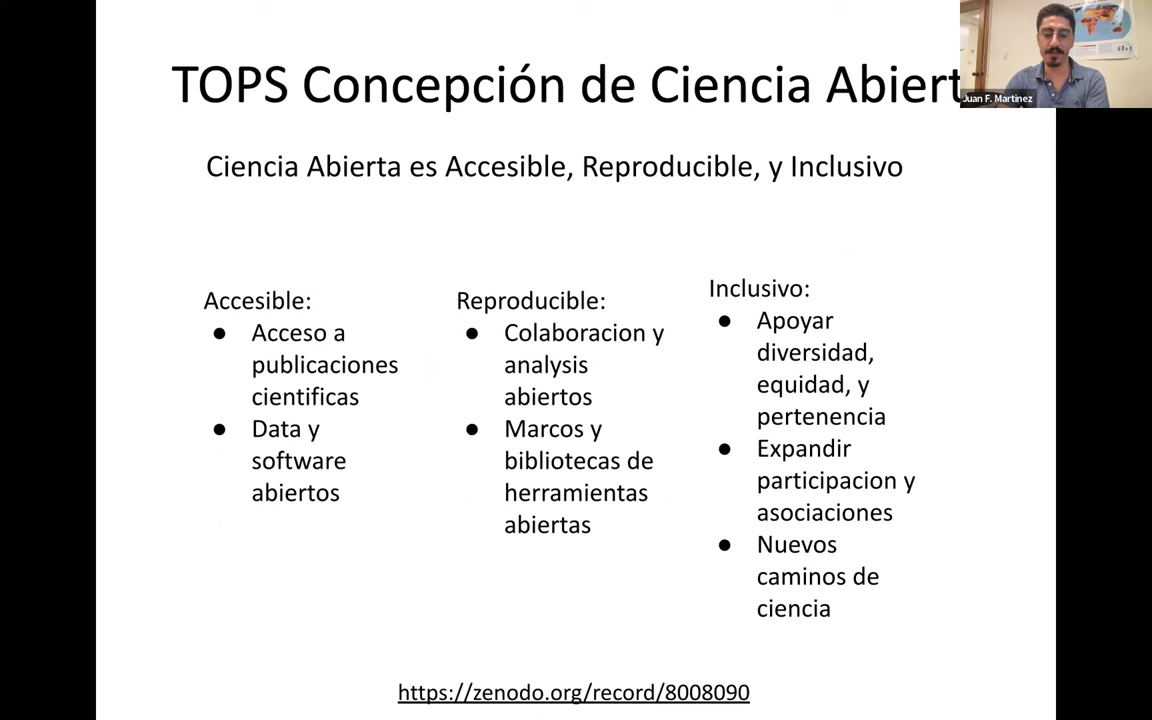 TOPS Concepción de Ciencia Abiert
Juan F. Martinez
Ciencia Abierta es Accesible, Reproducible, y Inclusivo
Accesible:
● Acceso a
publicaciones
cientificas
● Data y
software
abiertos
Reproducible:
● Colaboracion y
analysis
abiertos
● Marcos y
bibliotecas de
herramientas
abiertas
Inclusivo:
● Apoyar
diversidad,
equidad, y
pertenencia
● Expandir
participacion y
asociaciones
● Nuevos
caminos de
ciencia
https://zenodo.org/record/8008090